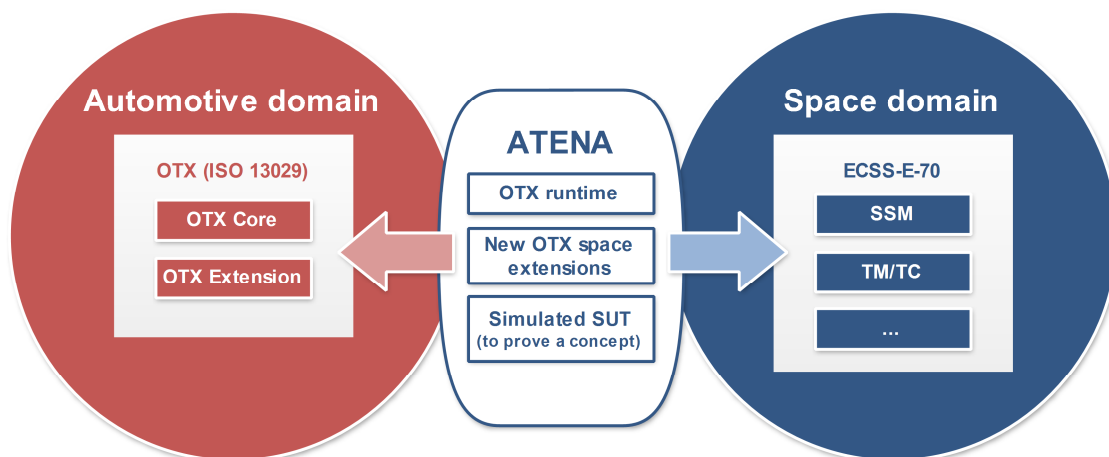 Automotive domain
OTX (ISO 13029)
OTX Core
OTX Extension
ATENA
OTX runtime
New OTX space
extensions
Simulated SUT
(to prove a concept)
Space domain
ECSS-E-70
SSM
TM/TC
...